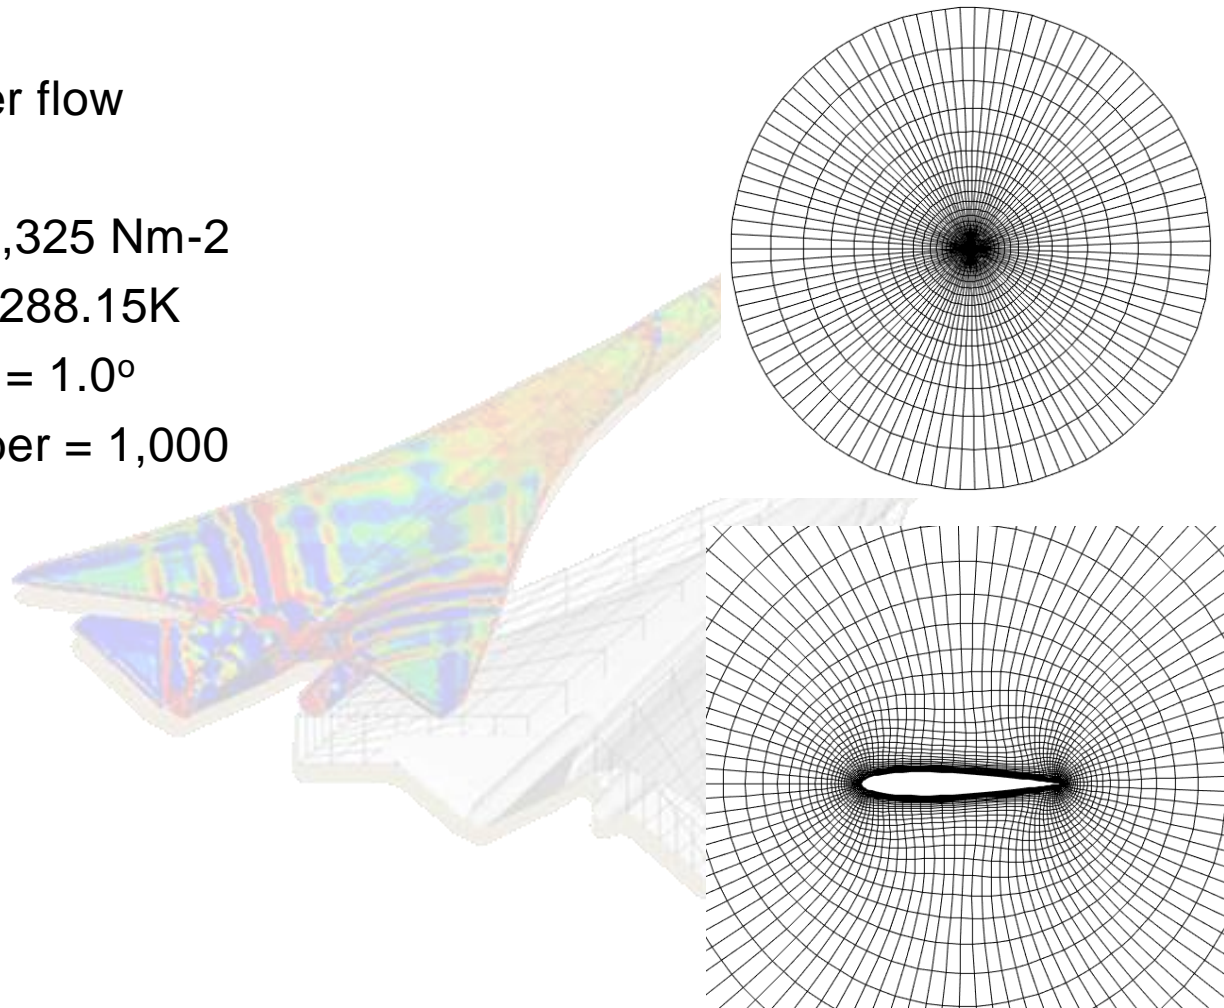 er flow
,325 Nm-2
288.15K
= 1.0º
ber = 1,000